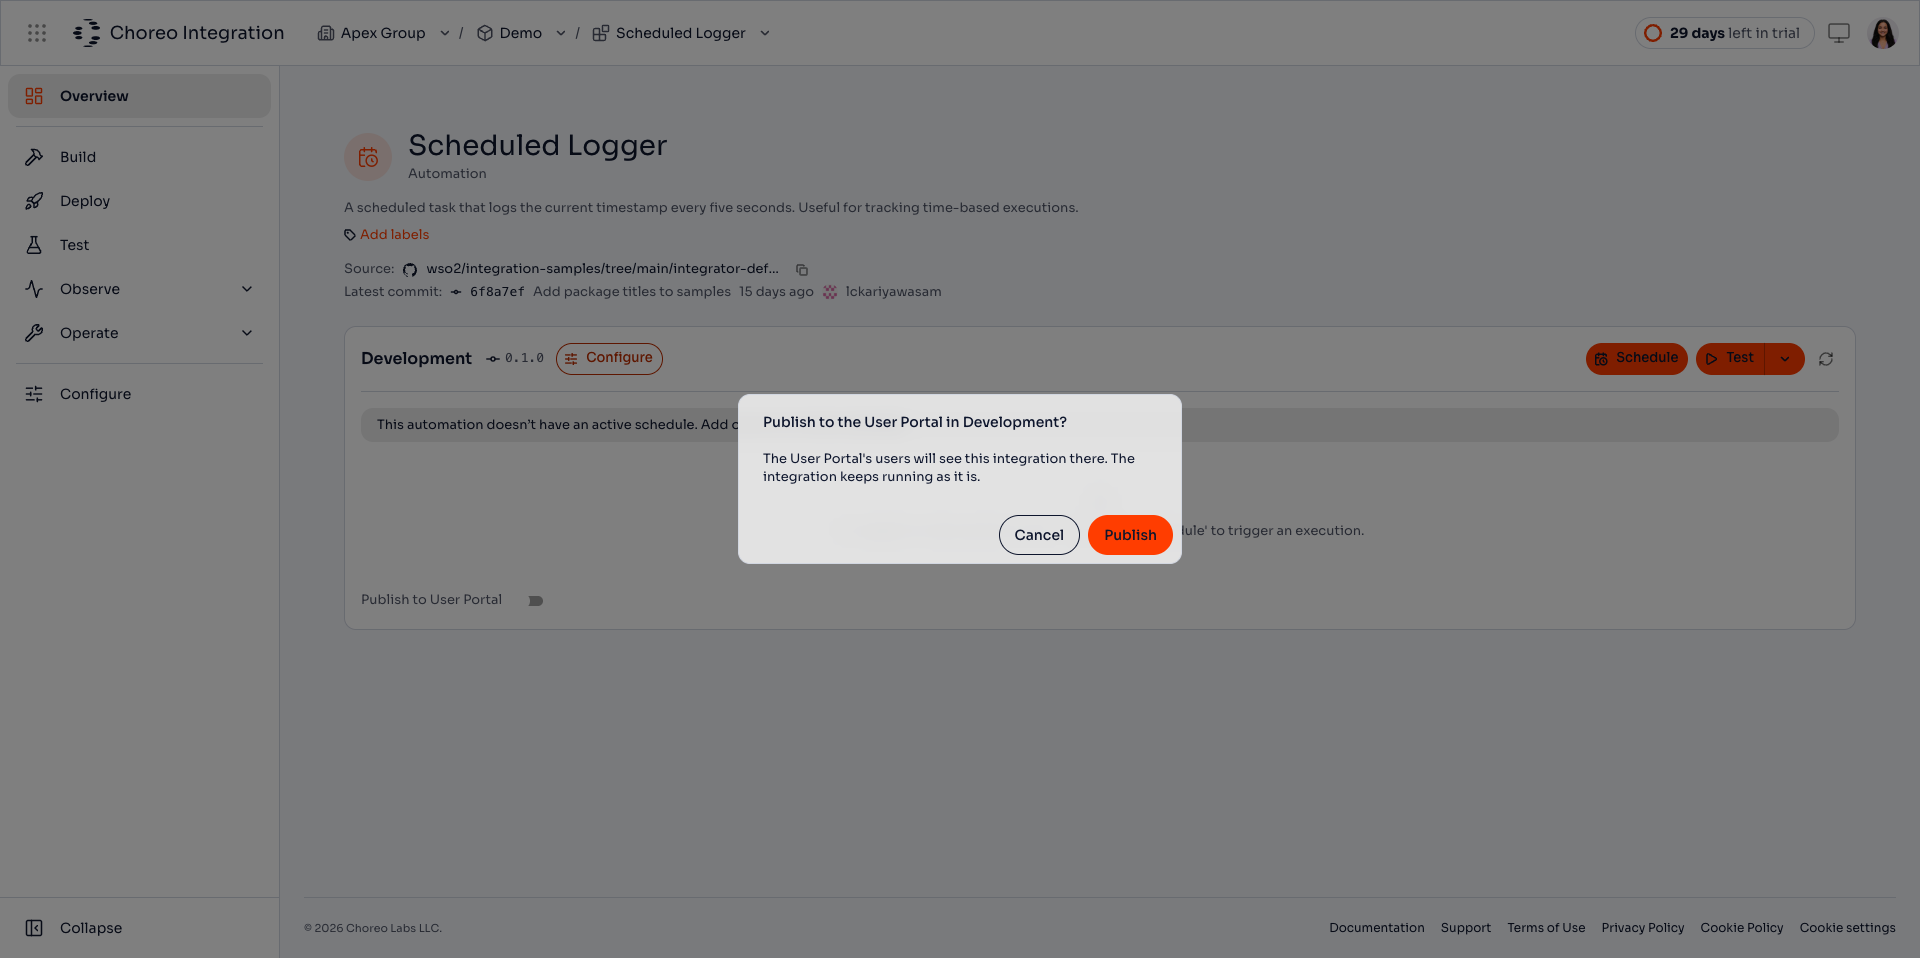 Choreo Integration
Apex Group / Demo / Scheduled Logger
29 days left in trial
Overview
Build
Deploy
Test
Observe
Operate
Configure
Collapse
Scheduled Logger
Automation
A scheduled task that logs the current timestamp every five seconds. Useful for tracking time-based executions.
Add labels
Source: wso2/integration-samples/tree/main/integrator-def...
Latest commit: 6f8a7ef Add package titles to samples 15 days ago lckariyawasam
Development 0.1.0 Configure
Schedule Test
This automation doesn't have an active schedule. Add
Publish to the User Portal in Development?
The User Portal's users will see this integration there. The
integration keeps running as it is.
Cancel Publish
' to trigger an execution.
Publish to User Portal
© 2026 Choreo Labs LLC.
Documentation Support Terms of Use Privacy Policy Cookie Policy Cookie settings